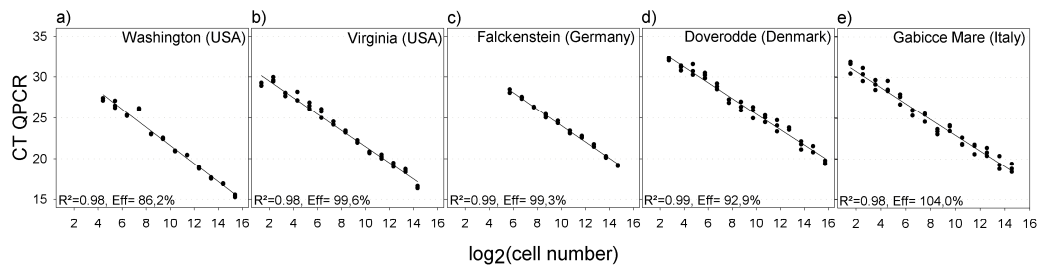 a) b) c) d) e)
Washington (USA) Virginia (USA) Falckenstein (Germany) Doverodde (Denmark) Gabicce Mare (Italy)
35
30
25
20
15
CT QPCR
R²=0.98, Eff= 86,2% R²=0.98, Eff= 99,6% R²=0.99, Eff= 99,3% R²=0.99, Eff= 92,9% R²=0.98, Eff= 104,0%
2 4 6 8 10 12 14 16 2 4 6 8 10 12 14 16 2 4 6 8 10 12 14 16 2 4 6 8 10 12 14 16 2 4 6 8 10 12 14 16
log2(cell number)